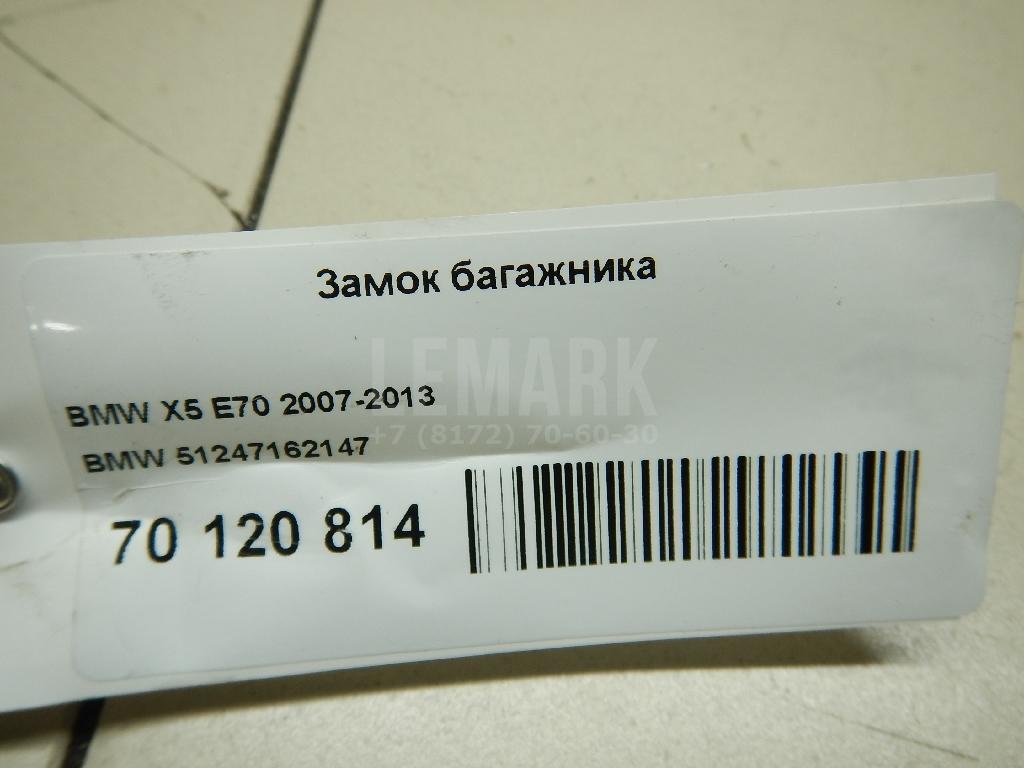 Замок багажника
LEMARK
BMW X5 E70 2007-2013
+7 (8172) 70-60-30
BMW 51247162147
70 120 814